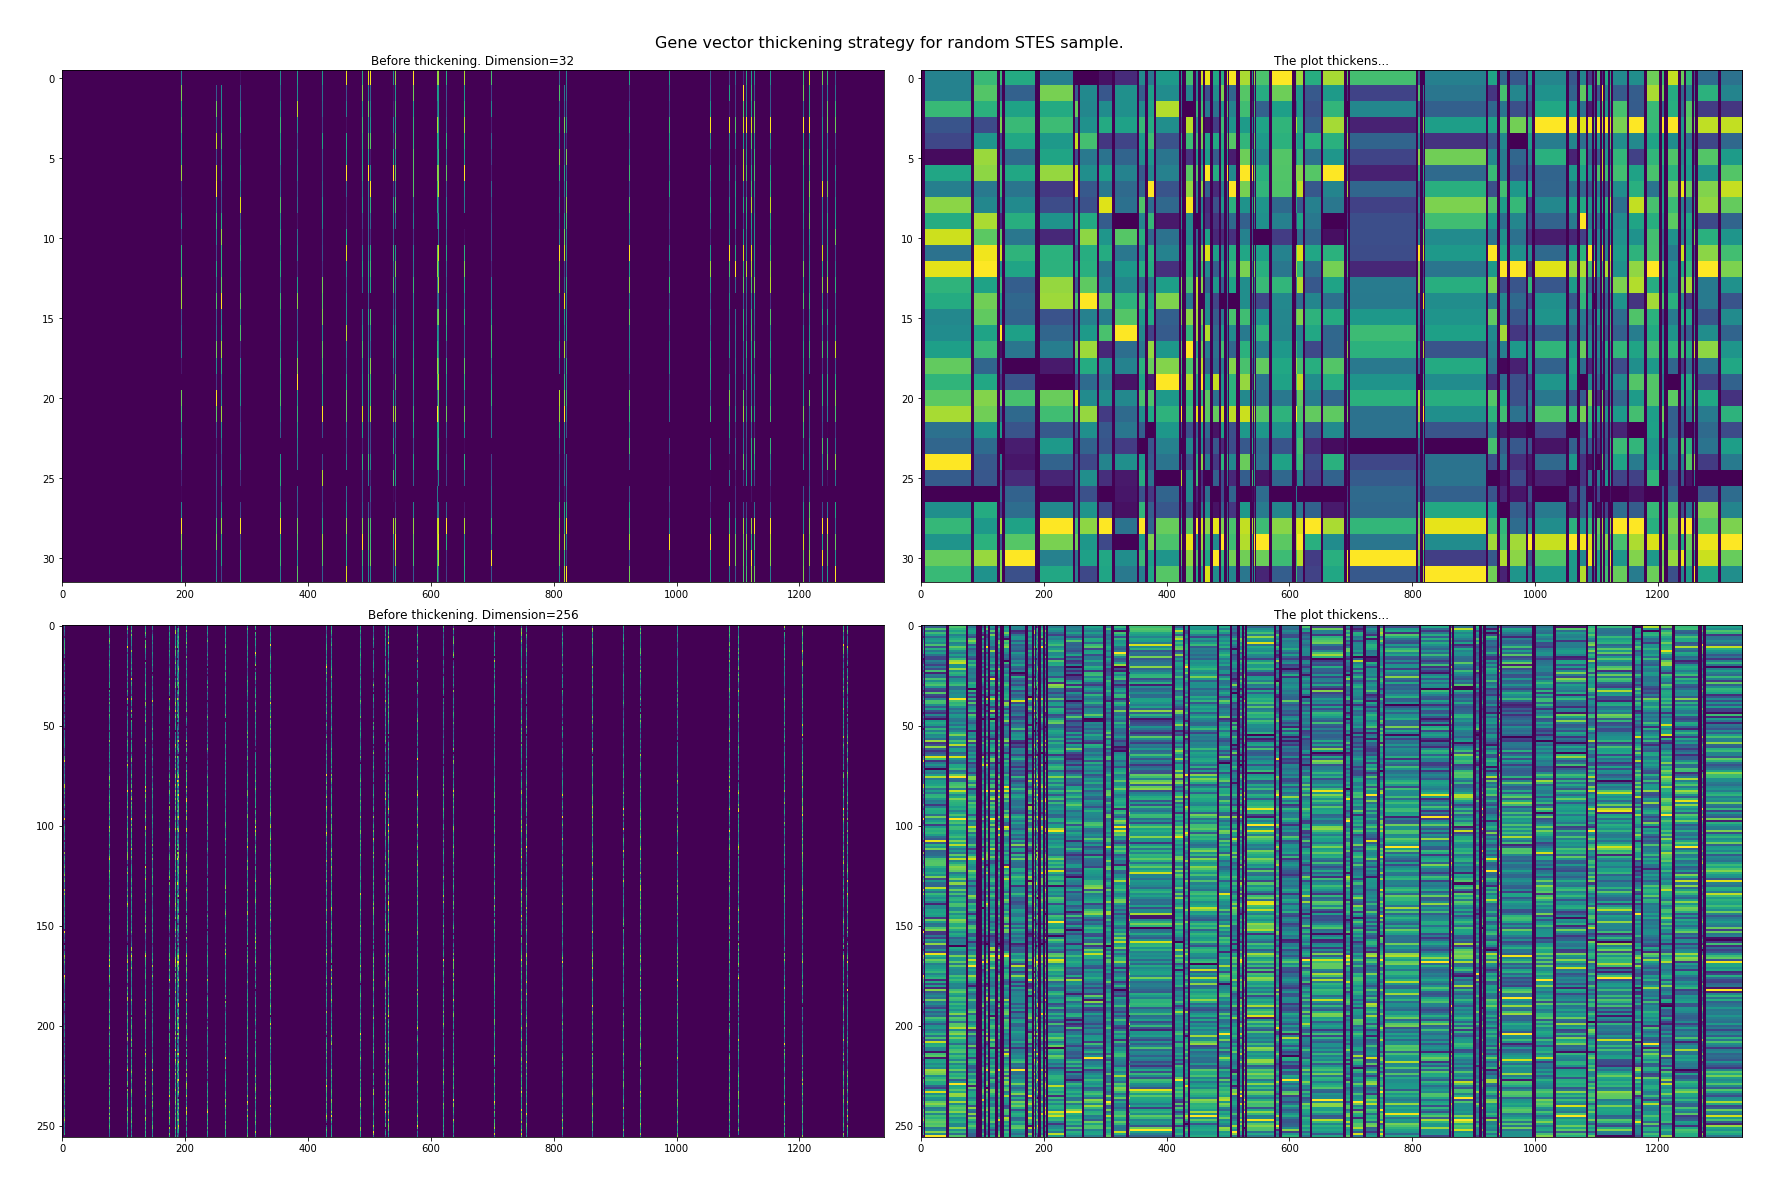 Gene vector thickening strategy for random STES sample.
Before thickening. Dimension=32
The plot thickens...
0
5
10
15
20
25
30
0 200 400 600 800 1000 1200
0
5
10
15
20
25
30
0 200 400 600 800 1000 1200
Before thickening. Dimension=256
The plot thickens...
0
50
100
150
200
250
0 200 400 600 800 1000 1200
0
50
100
150
200
250
0 200 400 600 800 1000 1200